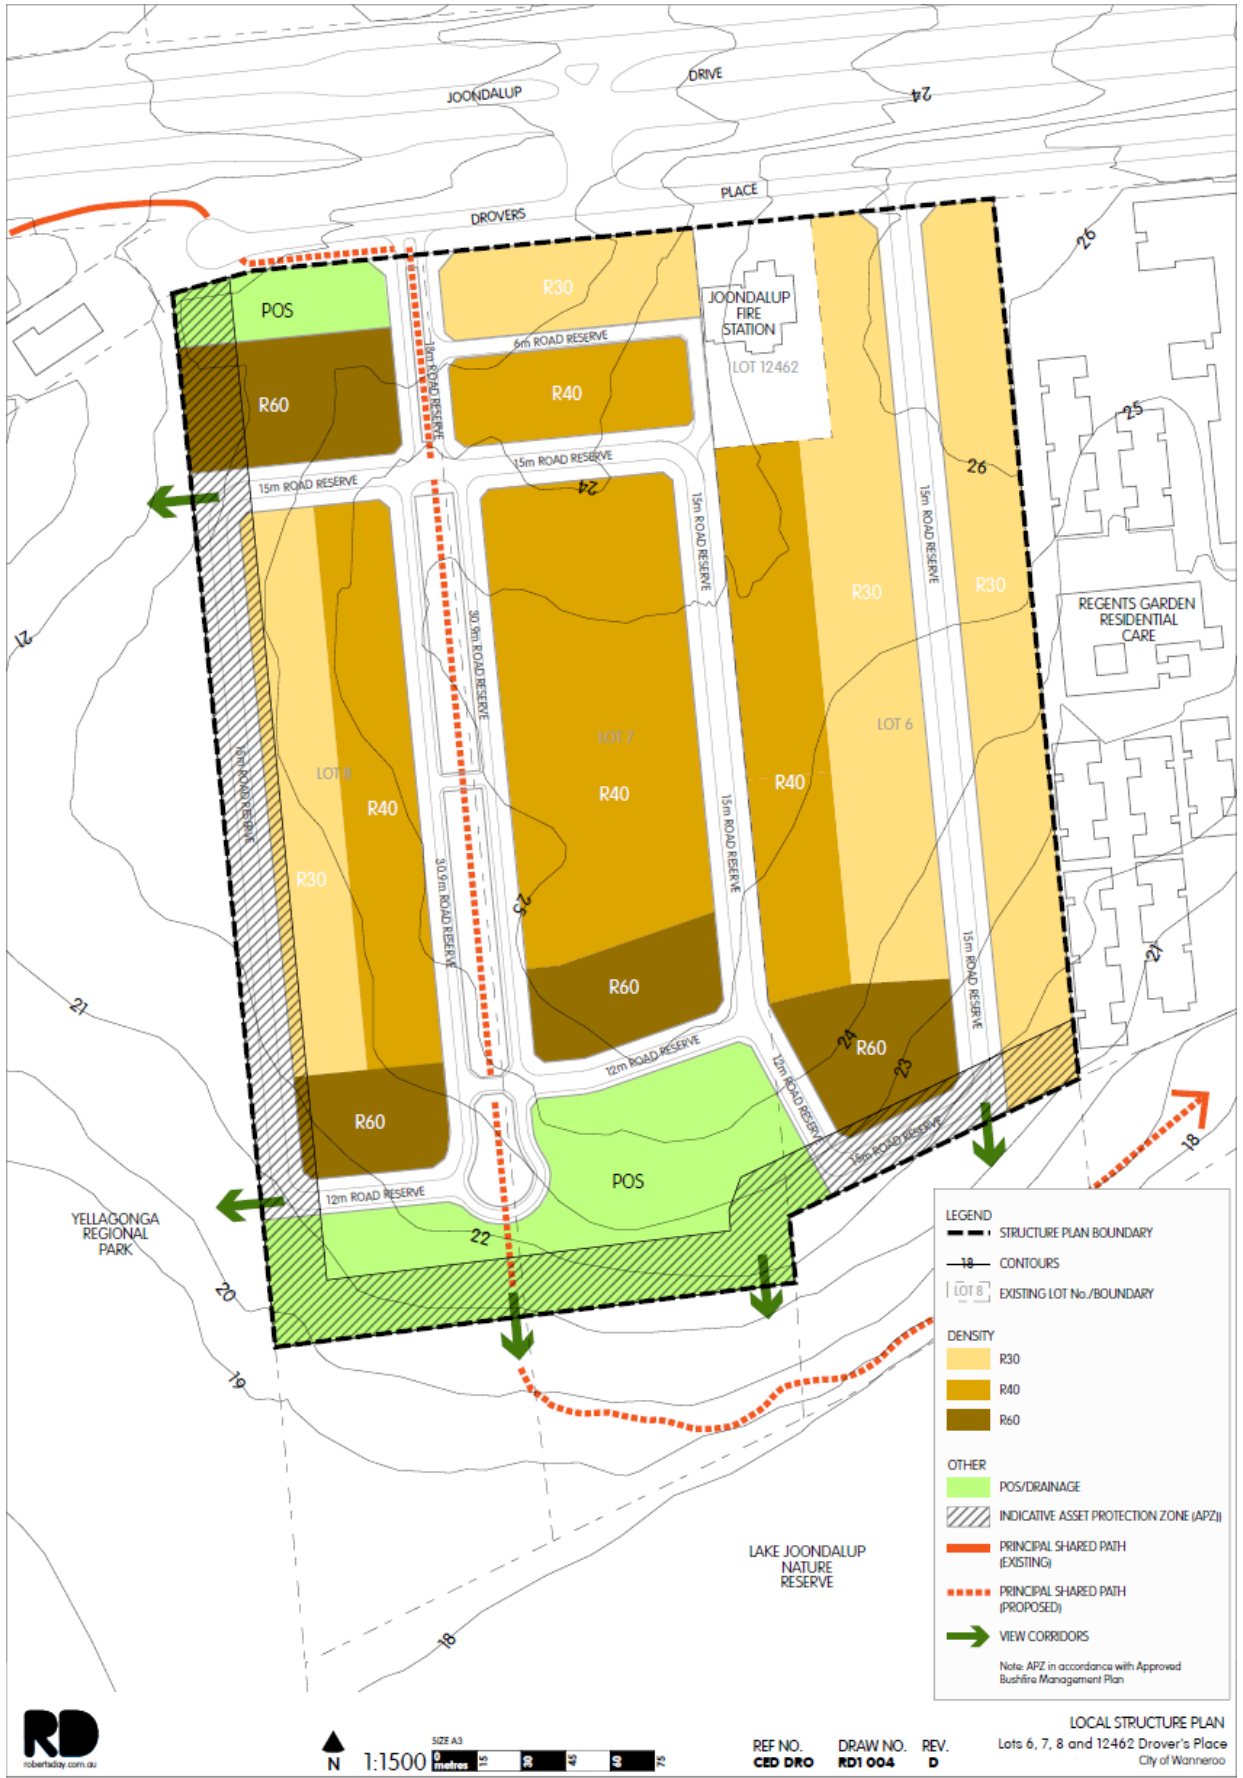 JOONDALUP
DRIVE
24
DROVERS
PLACE
26
POS
R30
JOONDALUP
FIRE
STATION
LOT 12462
6m ROAD RESERVE
18m ROAD RESERVE
R60
R40
25
15m ROAD RESERVE
15m ROAD RESERVE
24
26
15m ROAD RESERVE
15m ROAD RESERVE
R30
R30
REGENTS GARDEN
RESIDENTIAL
CARE
21
30.9m ROAD RESERVE
LOT 7
LOT 6
LOT 8
15m ROAD RESERVE
R40
R40
R40
15m ROAD RESERVE
R30
30.9m ROAD RESERVE
25
R60
15m ROAD RESERVE
21
21
24
R60
23
12m ROAD RESERVE
12m ROAD RESERVE
R60
15m ROAD RESERVE
18
POS
12m ROAD RESERVE
22
YELLAGONGA
REGIONAL
PARK
20
19
18
LAKE JOONDALUP
NATURE
RESERVE
LEGEND
STRUCTURE PLAN BOUNDARY
18 CONTOURS
LOT 8 EXISTING LOT No./BOUNDARY
DENSITY
R30
R40
R60
OTHER
POS/DRAINAGE
INDICATIVE ASSET PROTECTION ZONE (APZ))
PRINCIPAL SHARED PATH
(EXISTING)
PRINCIPAL SHARED PATH
(PROPOSED)
VIEW CORRIDORS
Note: APZ in accordance with Approved
Bushfire Management Plan
RD
robertsday.com.au
N
1:1500
SIZE A3
0 metres 15 30 45 60 75
REF NO. DRAW NO. REV.
CED DRO RD1 004 D
LOCAL STRUCTURE PLAN
Lots 6, 7, 8 and 12462 Drover's Place
City of Wanneroo